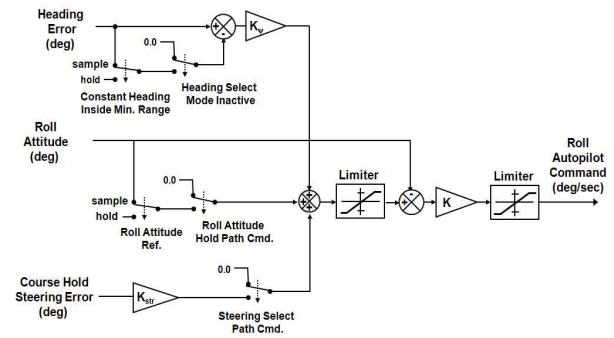 Heading
Error
(deg)
0.0
Kψ
sample
hold
Constant Heading
Inside Min. Range
Heading Select
Mode Inactive
Roll
Attitude
(deg)
0.0
sample
hold
Roll Attitude
Ref.
Roll Attitude
Hold Path Cmd.
Limiter
K
Limiter
Roll
Autopilot
Command
(deg/sec)
0.0
Course Hold
Steering Error
(deg)
Kstr
Steering Select
Path Cmd.